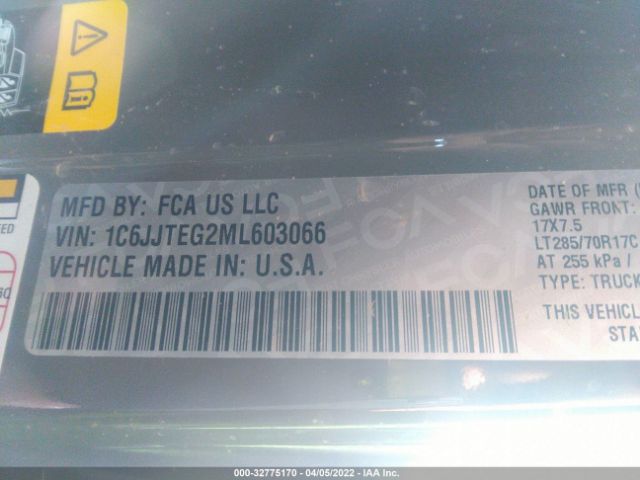 MFD BY: FCA US LLC
VIN: 1C6JJTEG2ML603066
VEHICLE MADE IN: U.S.A.
DATE OF MFR
GAWR FRONT:
17X7.5
LT285/70R17C
AT 255 kPa /
TYPE: TRUCK
THIS VEHICL
STA
000-32775170 - 04/05/2022 - IAA Inc.